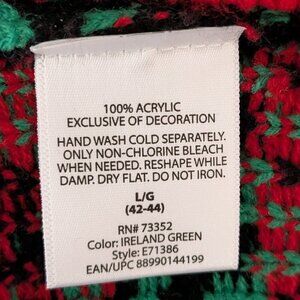 100% ACRYLIC
EXCLUSIVE OF DECORATION
HAND WASH COLD SEPARATELY.
ONLY NON-CHLORINE BLEACH
WHEN NEEDED. RESHAPE WHILE
DAMP. DRY FLAT. DO NOT IRON.
L/G
(42-44)
RN# 73352
Color: IRELAND GREEN
Style: E71386
EAN/UPC 88990144199